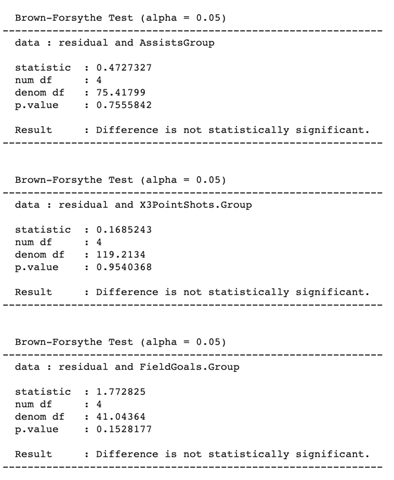 Brown-Forsythe Test (alpha = 0.05)
---------------------------------------------------------------
data : residual and AssistsGroup
statistic : 0.4727327
num df : 4
denom df : 75.41799
p.value : 0.7555842
Result : Difference is not statistically significant.
---------------------------------------------------------------
Brown-Forsythe Test (alpha = 0.05)
---------------------------------------------------------------
data : residual and X3PointShots.Group
statistic : 0.1685243
num df : 4
denom df : 119.2134
p.value : 0.9540368
Result : Difference is not statistically significant.
---------------------------------------------------------------
Brown-Forsythe Test (alpha = 0.05)
---------------------------------------------------------------
data : residual and FieldGoals.Group
statistic : 1.772825
num df : 4
denom df : 41.04364
p.value : 0.1528177
Result : Difference is not statistically significant.
---------------------------------------------------------------